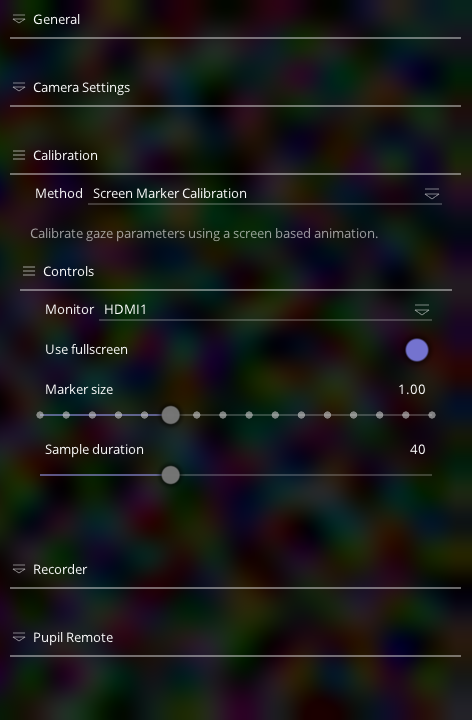 General
Camera Settings
Calibration
Method Screen Marker Calibration
Calibrate gaze parameters using a screen based animation.
Controls
Monitor HDMI1
Use fullscreen
Marker size 1.00
Sample duration 40
Recorder
Pupil Remote